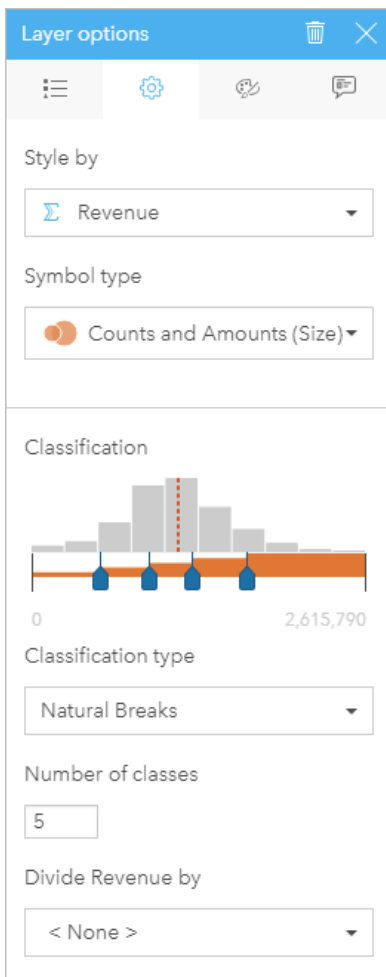 Layer options
Style by
Revenue
Symbol type
Counts and Amounts (Size)
Classification
0 2,615,790
Classification type
Natural Breaks
Number of classes
5
Divide Revenue by
< None >